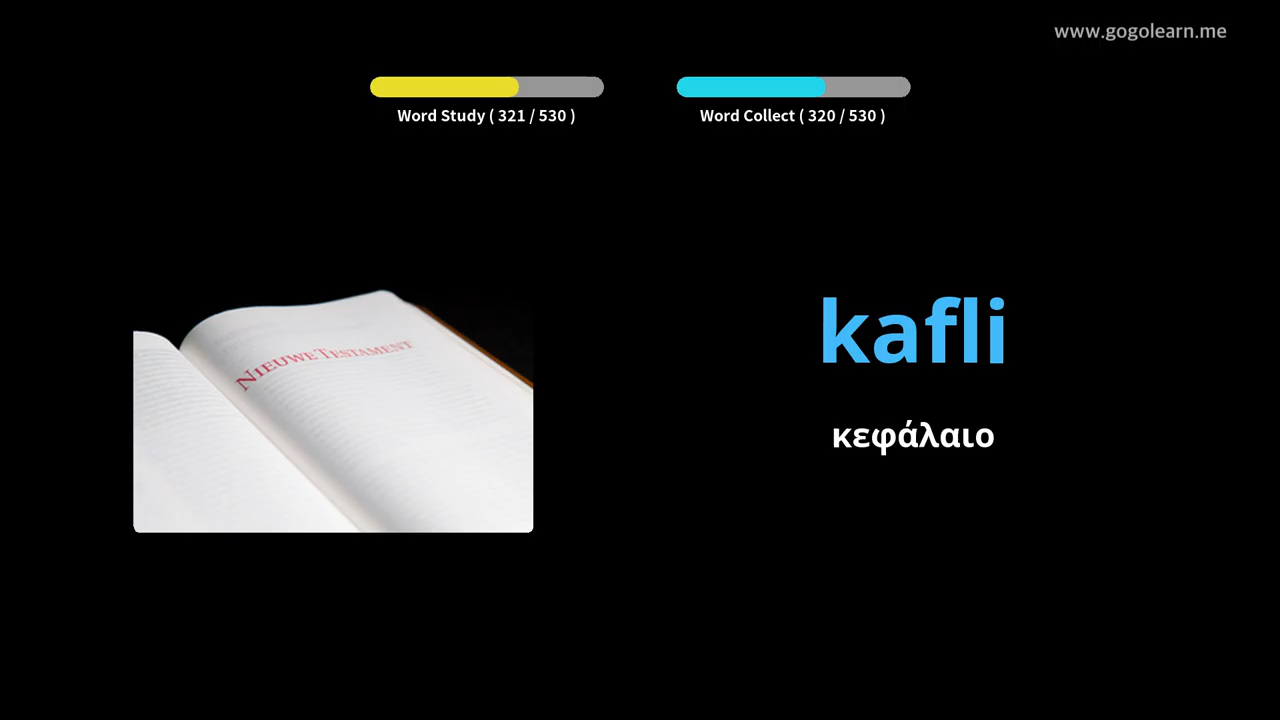 www.gogolearn.me
Word Study ( 321 / 530 )
Word Collect ( 320 / 530 )
NIEUWE TESTAMENT
kafli
κεφάλαιο